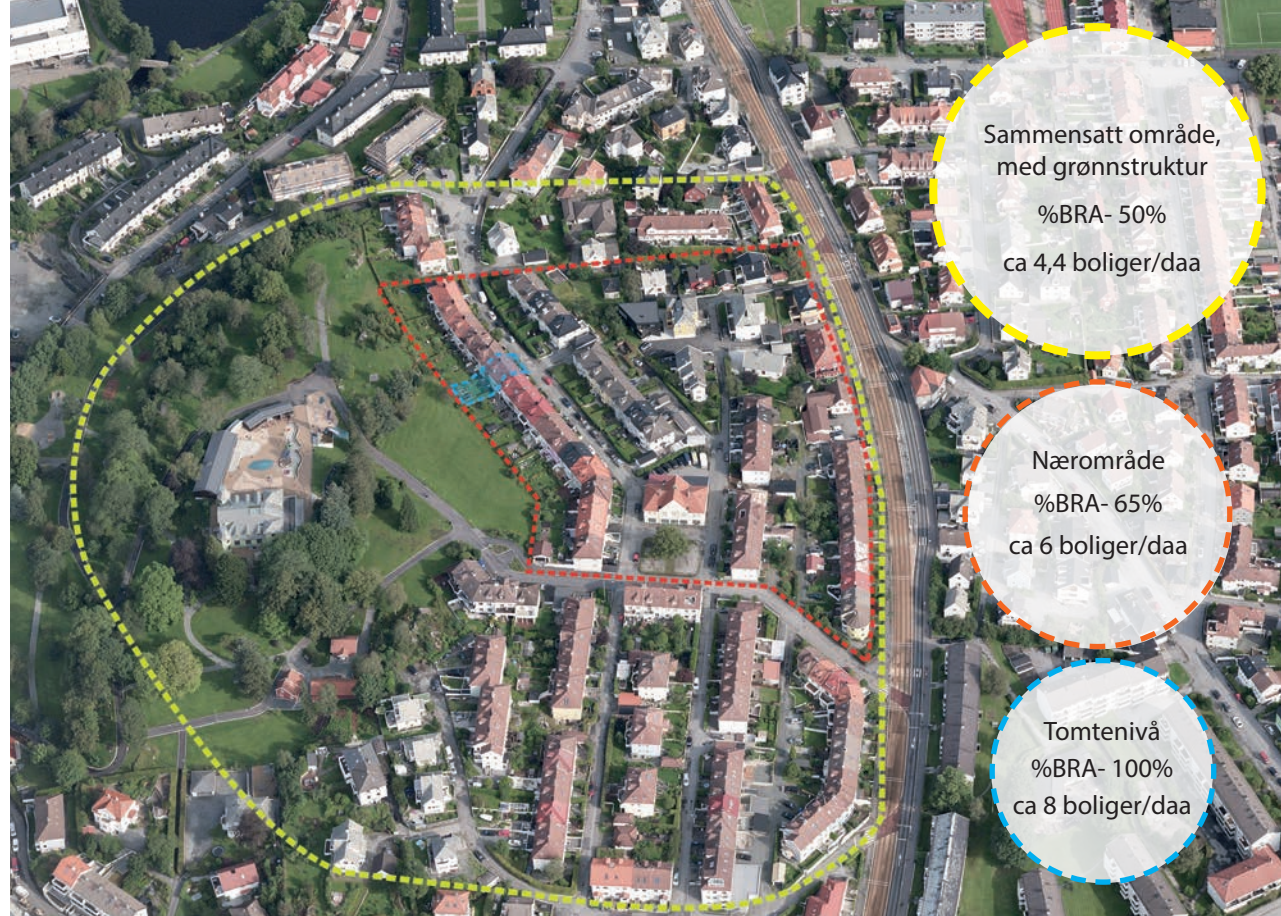 Sammensatt område,
med grønnstruktur
%BRA- 50%
ca 4,4 boliger/daa
Nærområde
%BRA- 65%
ca 6 boliger/daa
Tomtenivå
%BRA- 100%
ca 8 boliger/daa